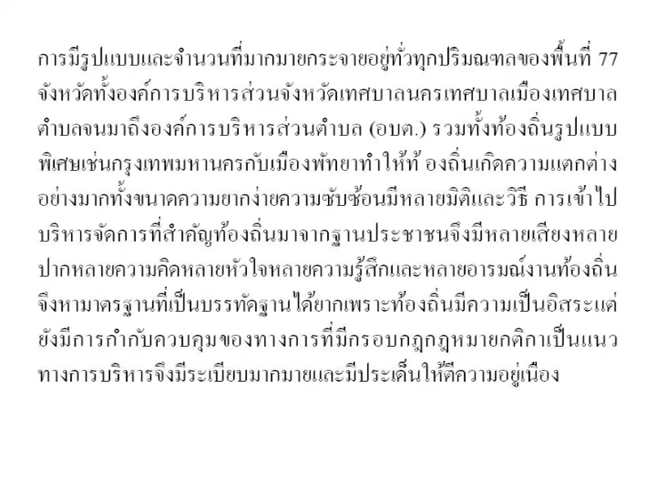 การมีรูปแบบและจำนวนที่มากมายกระจายอยู่ทั่วทุกปริมณฑลของพื้นที่ 77
จังหวัดทั้งองค์การบริหารส่วนจังหวัดเทศบาลนครเทศบาลเมืองเทศบาล
ตำบลจนมาถึงองค์การบริหารส่วนตำบล (อบต.) รวมทั้งท้องถิ่นรูปแบบ
พิเศษเช่นกรุงเทพมหานครกับเมืองพัทยาทำให้ท้ องถิ่นเกิดความแตกต่าง
อย่างมากทั้งขนาดความยากง่ายความซับซ้อนมีหลายมิติและวิธี การเข้าไป
บริหารจัดการที่สำคัญท้องถิ่นมาจากฐานประชาชนจึงมีหลายเสียงหลาย
ปากหลายความคิดหลายหัวใจหลายความรู้สึกและหลายอารมณ์งานท้องถิ่น
จึงหามาตรฐานที่เป็นบรรทัดฐานได้ยากเพราะท้องถิ่นมีความเป็นอิสระแต่
ยังมีการกำกับควบคุมของทางการที่มีกรอบกฎกฎหมายกติกาเป็นแนว
ทางการบริหารจึงมีระเบียบมากมายและมีประเด็นให้ตีความอยู่เนือง